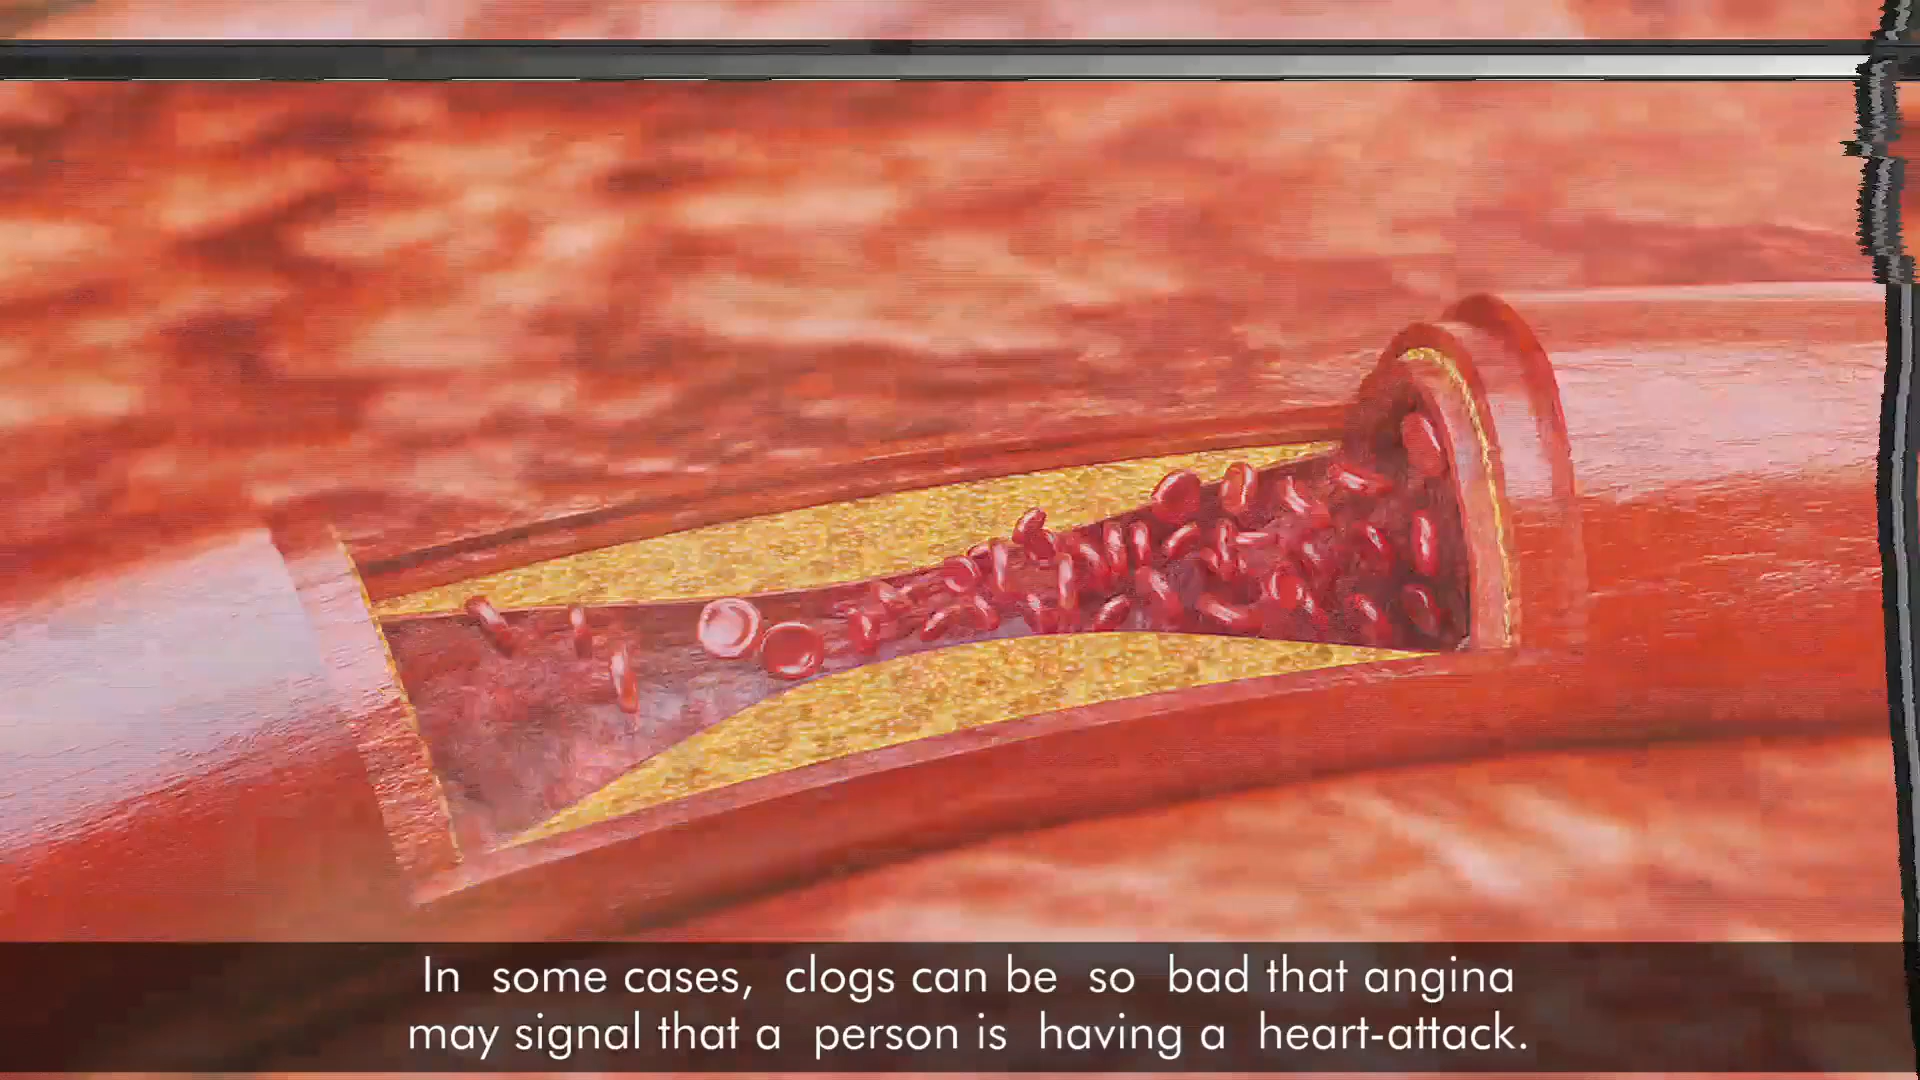 In some cases, clogs can be so bad that angina
may signal that a person is having a heart-attack.